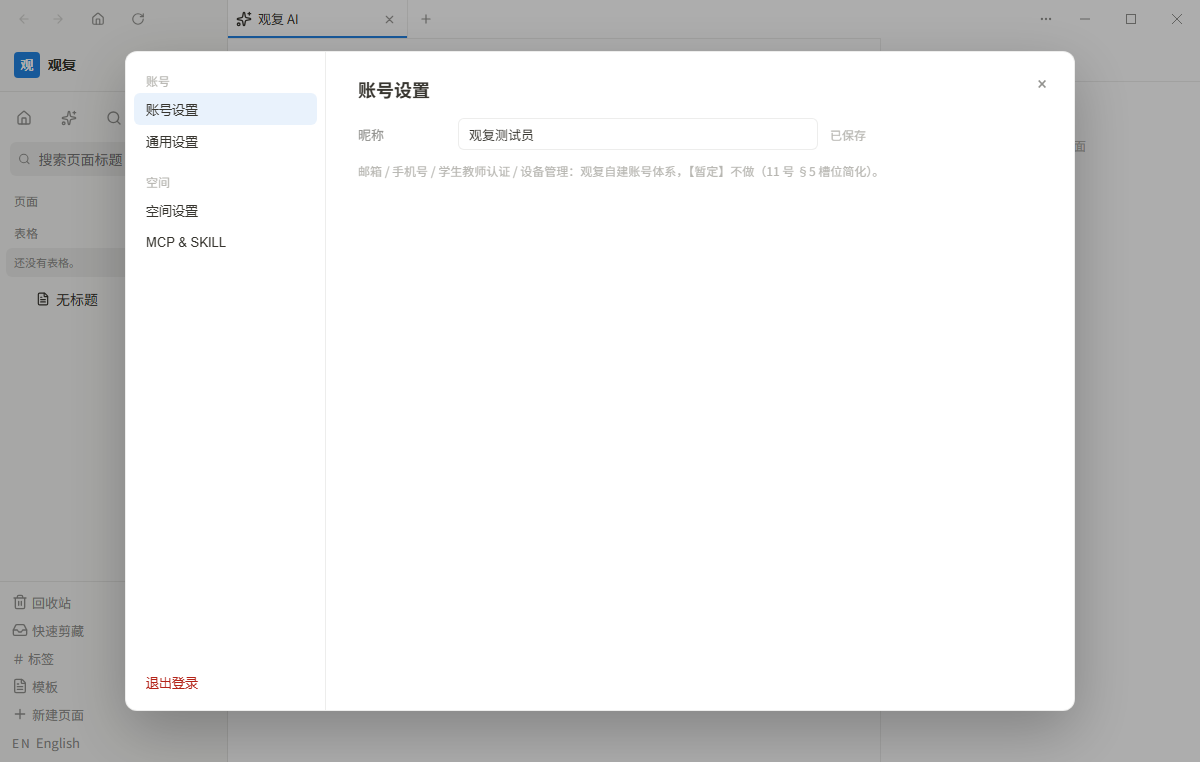 观复 AI
观 观复
搜索页面标题
页面
表格
还没有表格。
无标题
回收站
快速剪藏
# 标签
模板
新建页面
EN English
账号
账号设置
通用设置
空间
空间设置
MCP & SKILL
退出登录
账号设置
×
昵称 观复测试员 已保存
邮箱 / 手机号 / 学生教师认证 / 设备管理：观复自建账号体系，【暂定】不做（11 号 §5 槽位简化）。
面